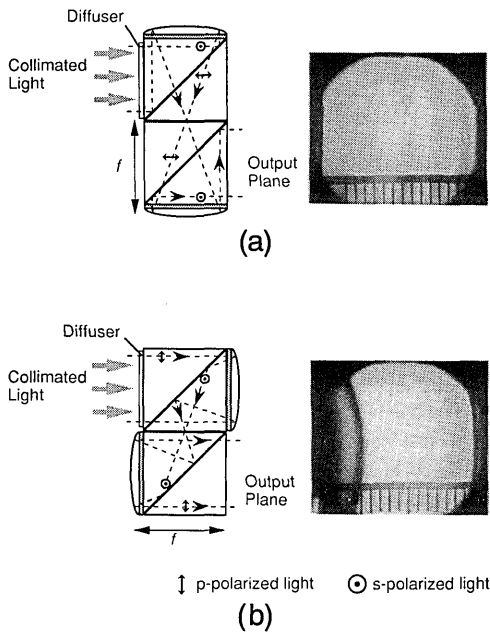 Diffuser
Collimated
Light
f
Output
Plane
(a)
Diffuser
Collimated
Light
Output
Plane
f
p-polarized light
s-polarized light
(b)